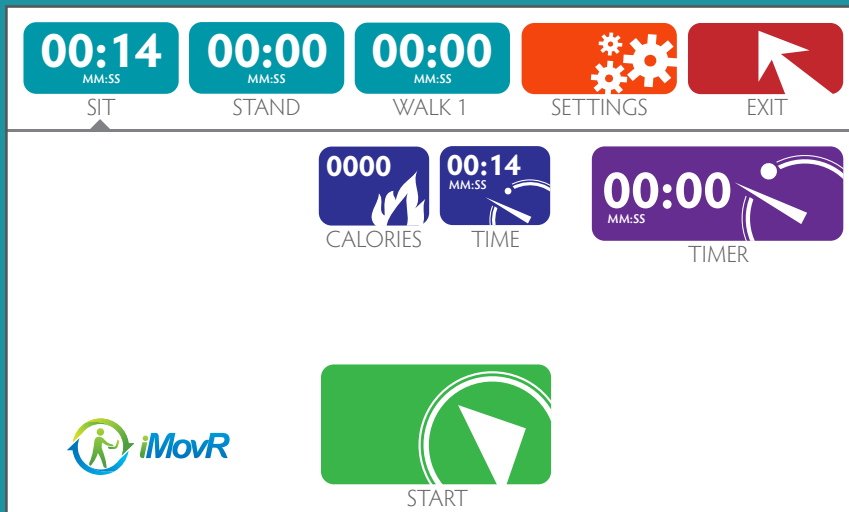 00:14 00:00 00:00
MM:SS MM:SS MM:SS
SIT STAND WALK 1 SETTINGS EXIT
0000 00:14 00:00
MM:SS MM:SS
CALORIES TIME TIMER
iMovR
START